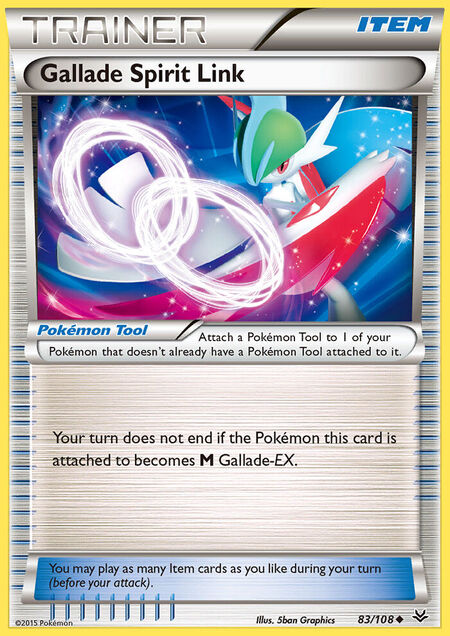 TRAINER
ITEM
Gallade Spirit Link
Pokémon Tool
Attach a Pokémon Tool to 1 of your
Pokémon that doesn't already have a Pokémon Tool attached to it.
Your turn does not end if the Pokémon this card is
attached to becomes M Gallade-EX.
You may play as many Item cards as you like during your turn
(before your attack).
©2015 Pokémon
Illus. 5ban Graphics
83/108